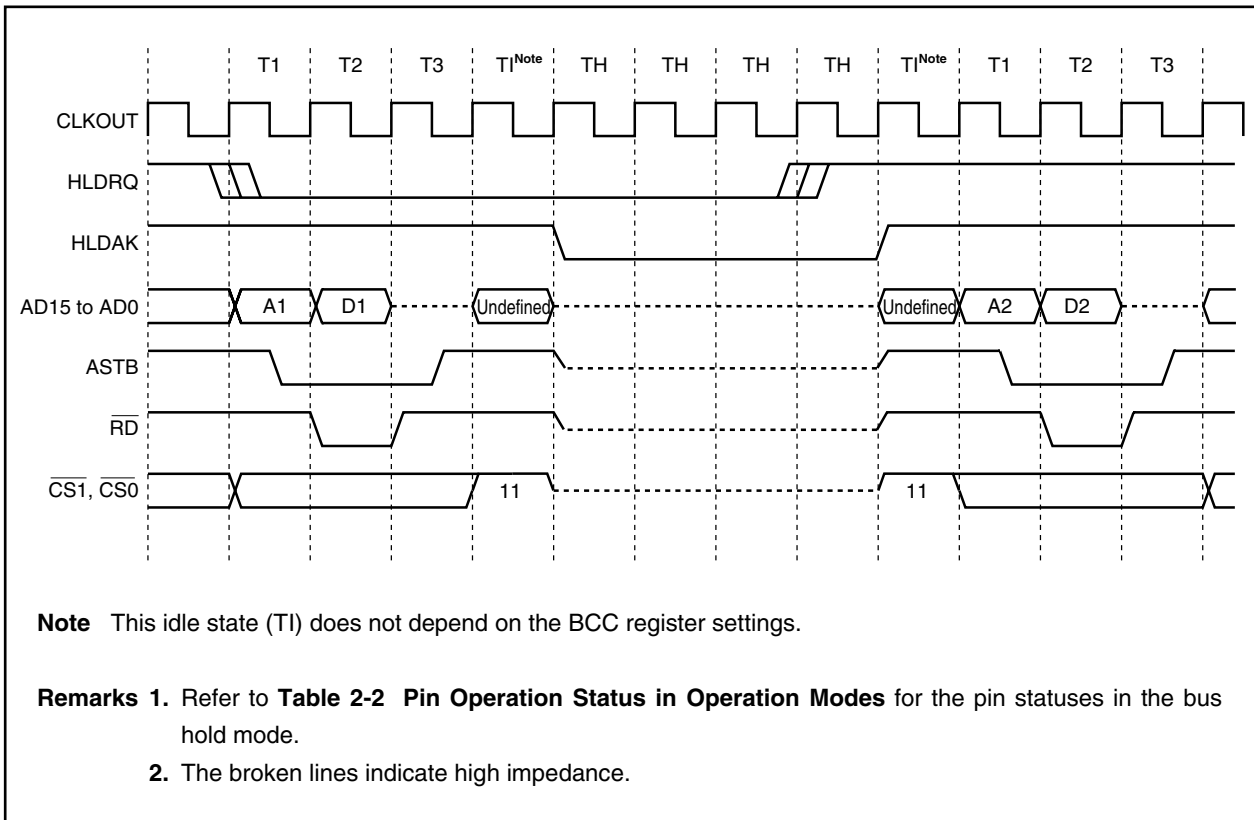 T1 T2 T3 TINote TH TH TH TH TINote T1 T2 T3
CLKOUT
HLDRQ
HLDAK
AD15 to AD0 A1 D1 Undefined Undefined A2 D2
ASTB
RD
CS1, CS0 11 11
Note This idle state (TI) does not depend on the BCC register settings.
Remarks 1. Refer to Table 2-2 Pin Operation Status in Operation Modes for the pin statuses in the bus
hold mode.
2. The broken lines indicate high impedance.